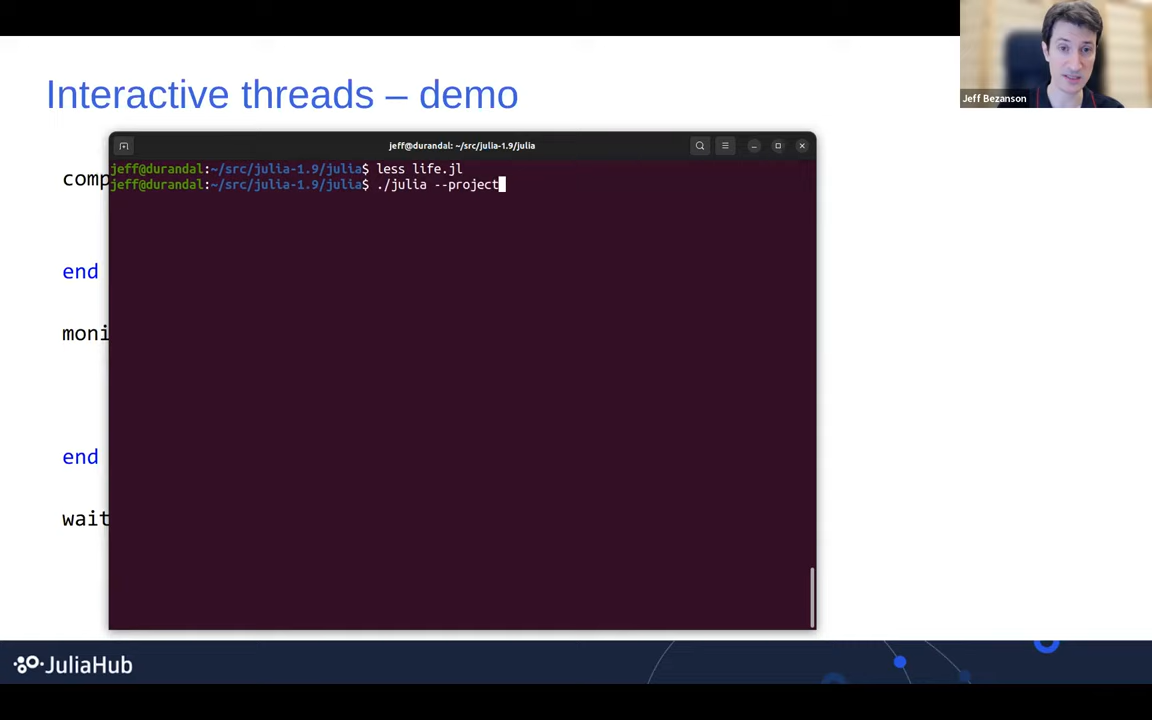 Jeff Bezanson
Interactive threads – demo
jeff@durandal: ~/src/julia-1.9/julia
jeff@durandal:~/src/julia-1.9/julia$ less life.jl
jeff@durandal:~/src/julia-1.9/julia$ ./julia --project
comp
end
moni
end
wait
JuliaHub